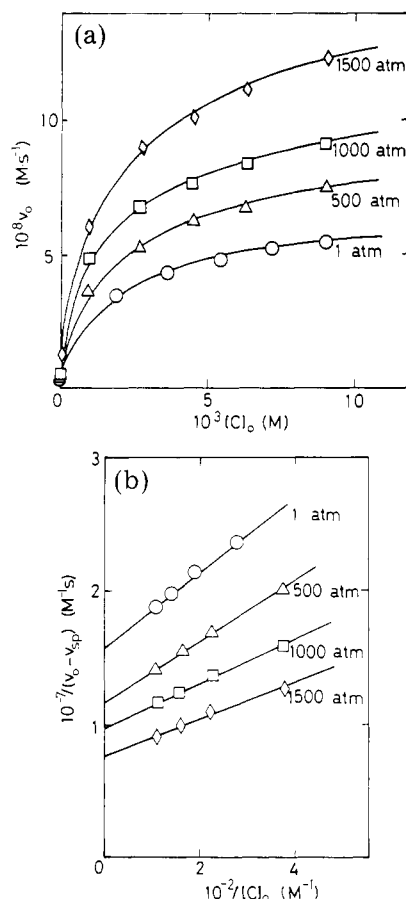 (a)
10⁸v₀ (M·s⁻¹)
10
5
1500 atm
1000 atm
500 atm
1 atm
0
5
10
10³[C]₀ (M)
(b)
10⁻⁷/(v₀-v_sp) (M⁻¹s)
3
2
1
1 atm
500 atm
1000 atm
1500 atm
0
2
4
10⁻²/[C]₀ (M⁻¹)